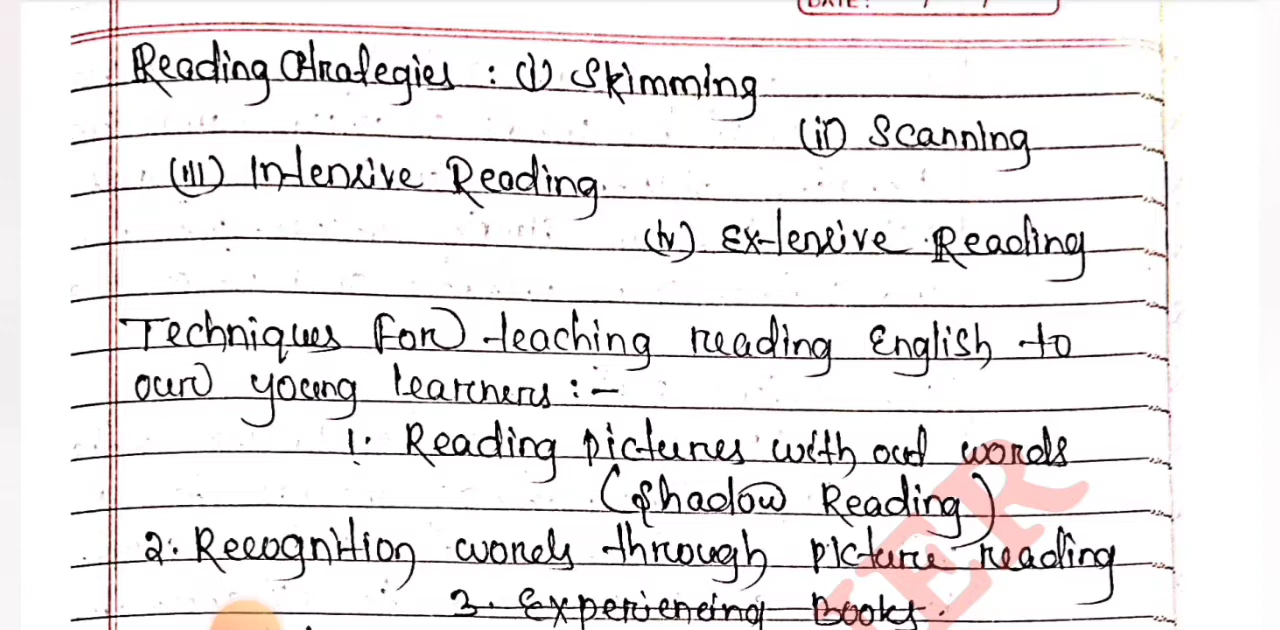 DATE: / /
Reading Strategies : (i) Skimming
(ii) Scanning
(iii) Intensive Reading
(iv) Extensive Reading
Techniques for teaching reading English to
our young learners :-
1. Reading pictures with out words
(Shadow Reading)
2. Recognition words through picture reading
3. Experiencing Books.